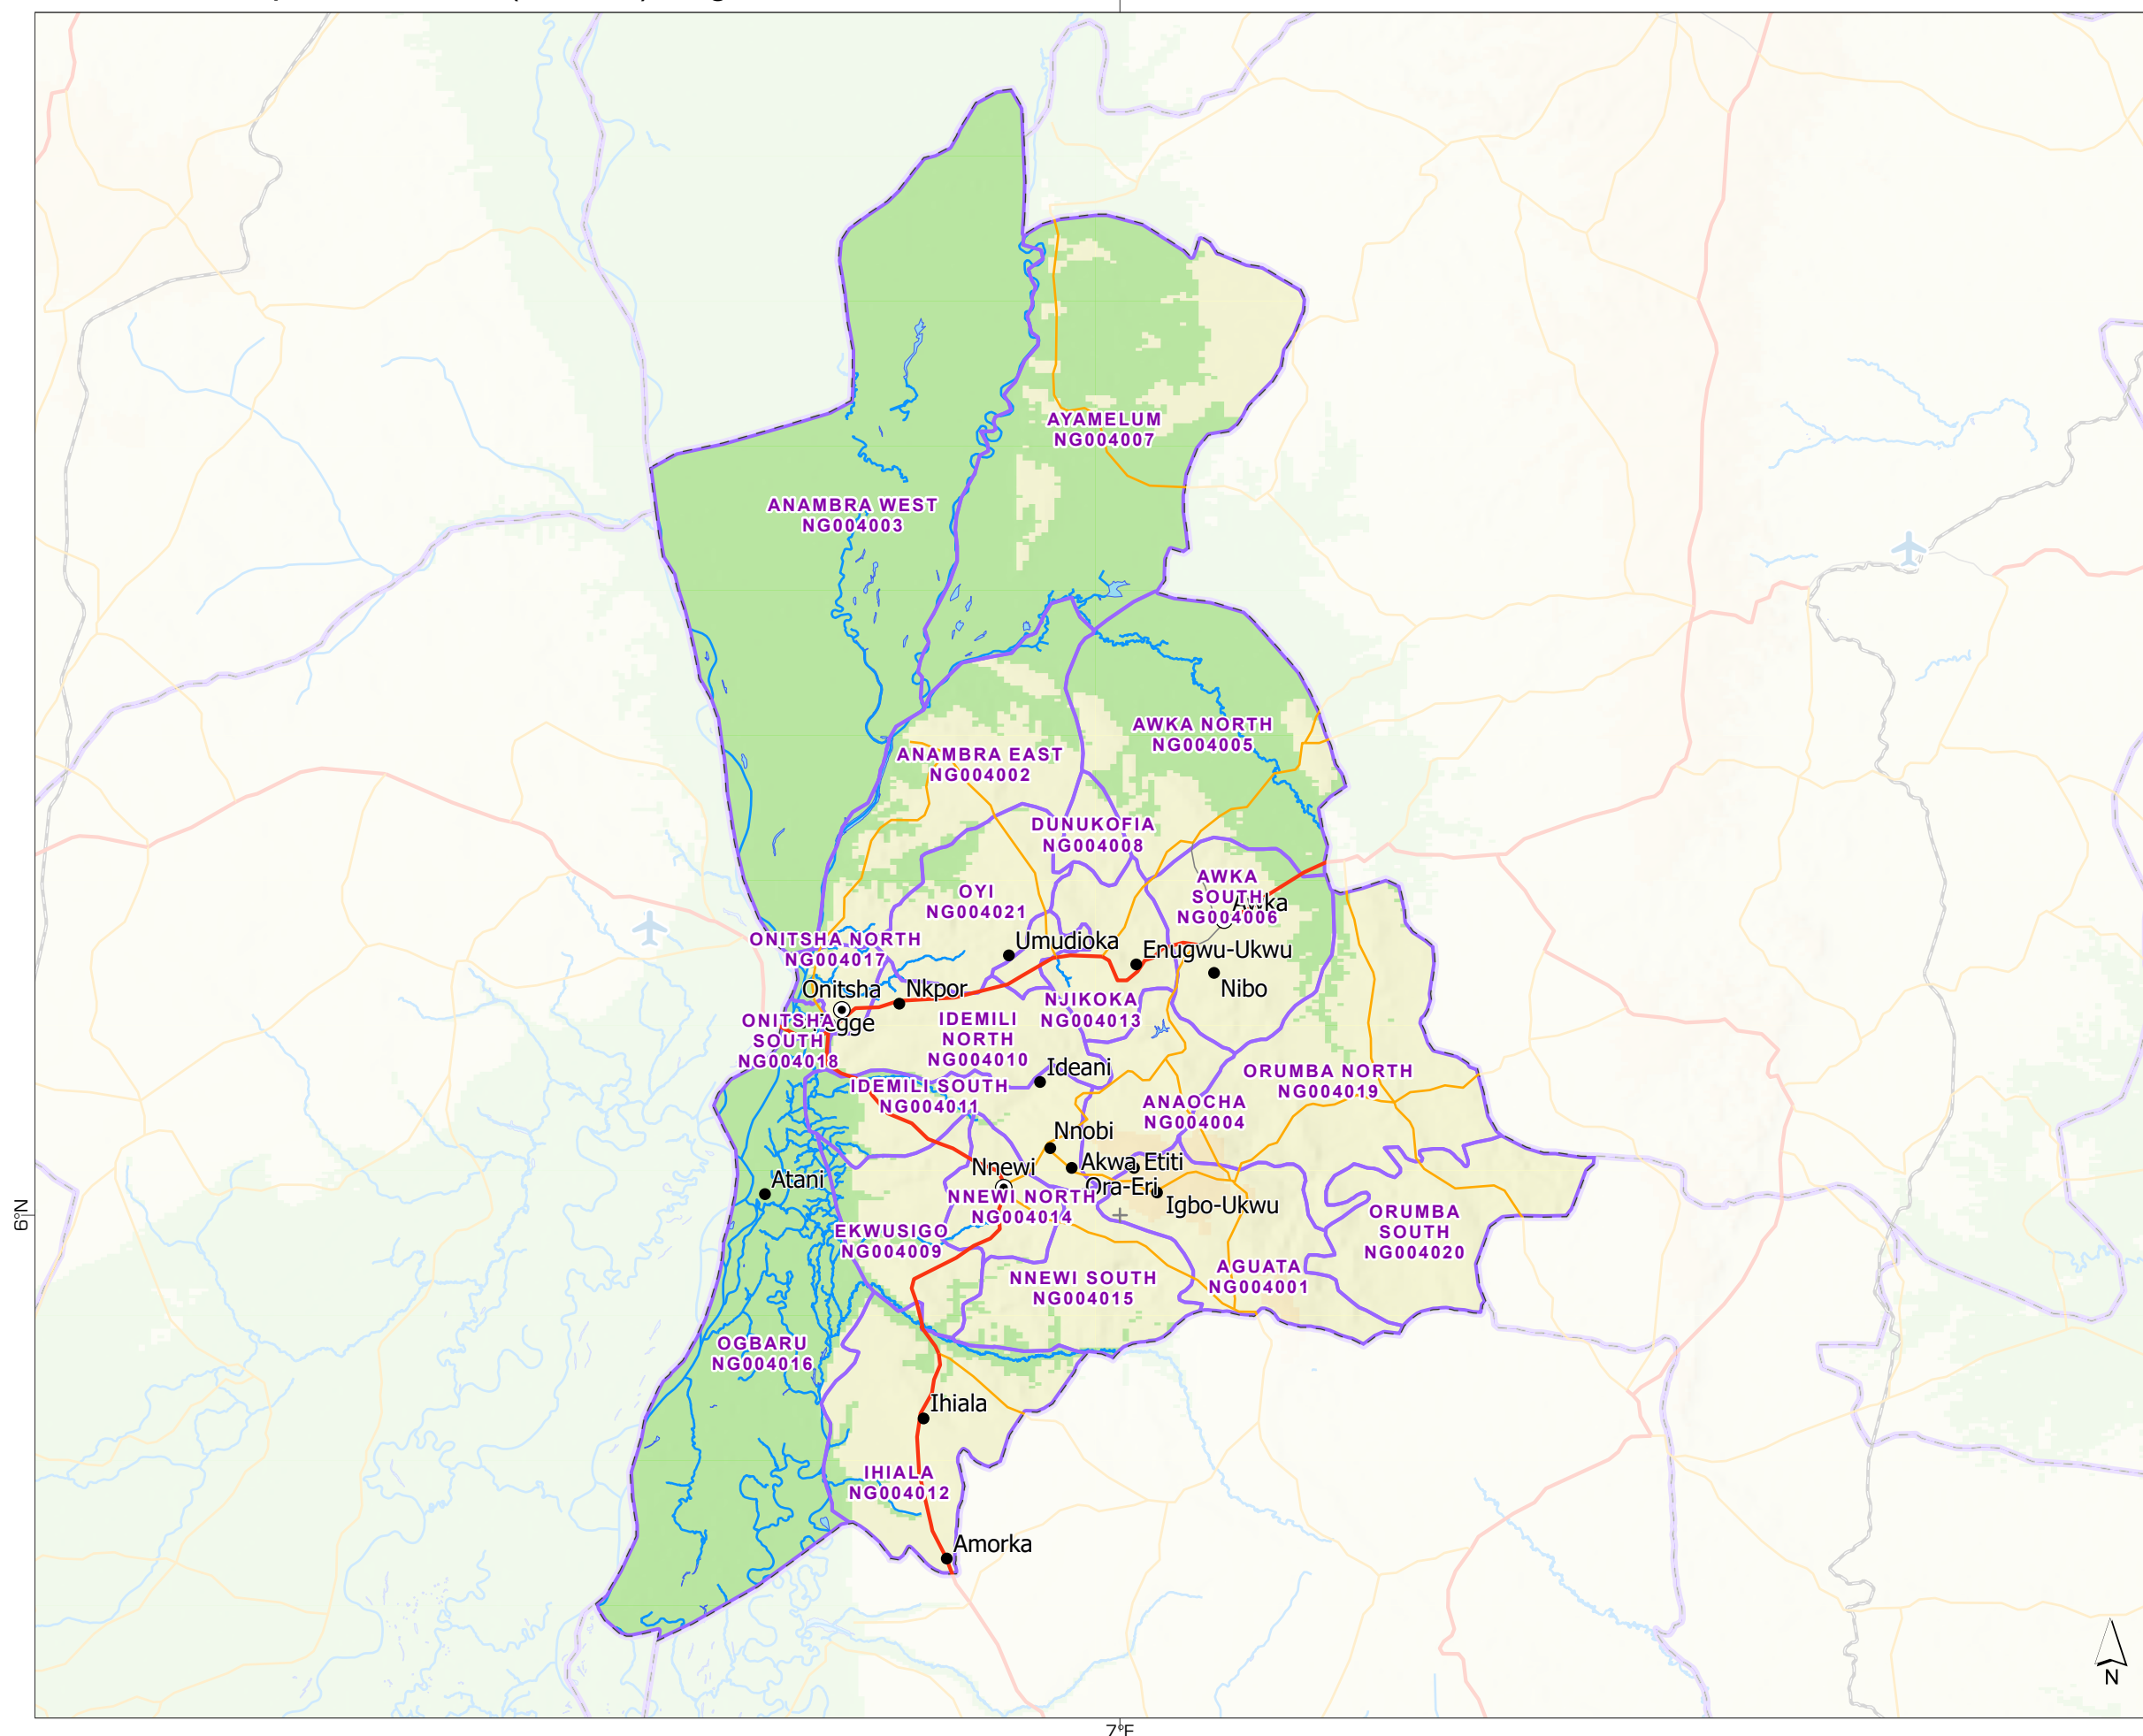 AYAMELUM
NG004007
ANAMBRA WEST
NG004003
AWKA NORTH
NG004005
ANAMBRA EAST
NG004002
DUNUKOFIA
NG004008
AWKA
SOUTH
NG004006
Awka
OYI
NG004021
ONITSHA NORTH
NG004017
Umudioka
Enugwu-Ukwu
Nibo
Onitsha
Nkpor
Fegge
NJIKOKA
NG004013
ONITSHA
SOUTH
NG004018
IDEMILI
NORTH
NG004010
Ideani
IDEMILI SOUTH
NG004011
ORUMBA NORTH
NG004019
ANAOCHA
NG004004
Nnobi
Nnewi
Akwa Etiti
Atani
Ora-Eri
Igbo-Ukwu
NNEWI NORTH
NG004014
6°N
EKWUSIGO
NG004009
ORUMBA
SOUTH
NG004020
NNEWI SOUTH
NG004015
AGUATA
NG004001
OGBARU
NG004016
Ihiala
IHIALA
NG004012
Amorka
N
7°E